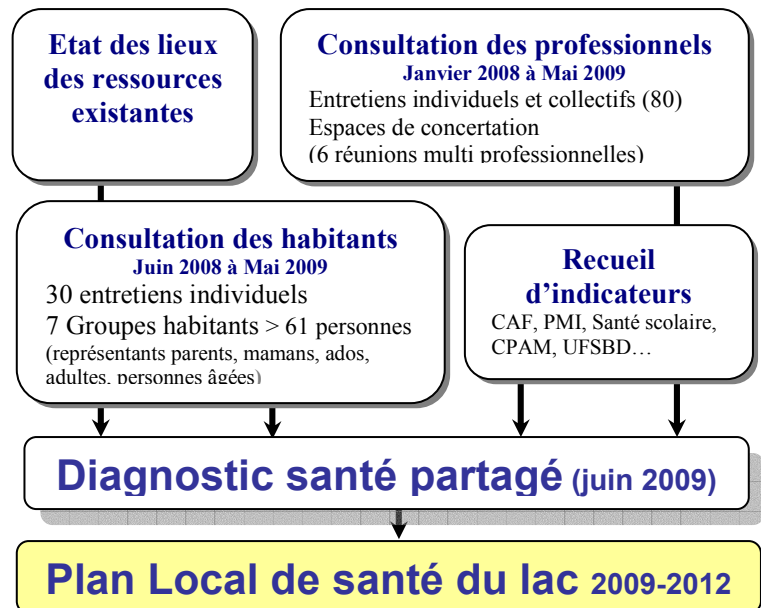 Etat des lieux
des ressources
existantes
Consultation des professionnels
Janvier 2008 à Mai 2009
Entretiens individuels et collectifs (80)
Espaces de concertation
(6 réunions multi professionnelles)
Consultation des habitants
Juin 2008 à Mai 2009
30 entretiens individuels
7 Groupes habitants > 61 personnes
(représentants parents, mamans, ados,
adultes, personnes âgées)
Recueil
d’indicateurs
CAF, PMI, Santé scolaire,
CPAM, UFSBD…
Diagnostic santé partagé (juin 2009)
Plan Local de santé du lac 2009-2012